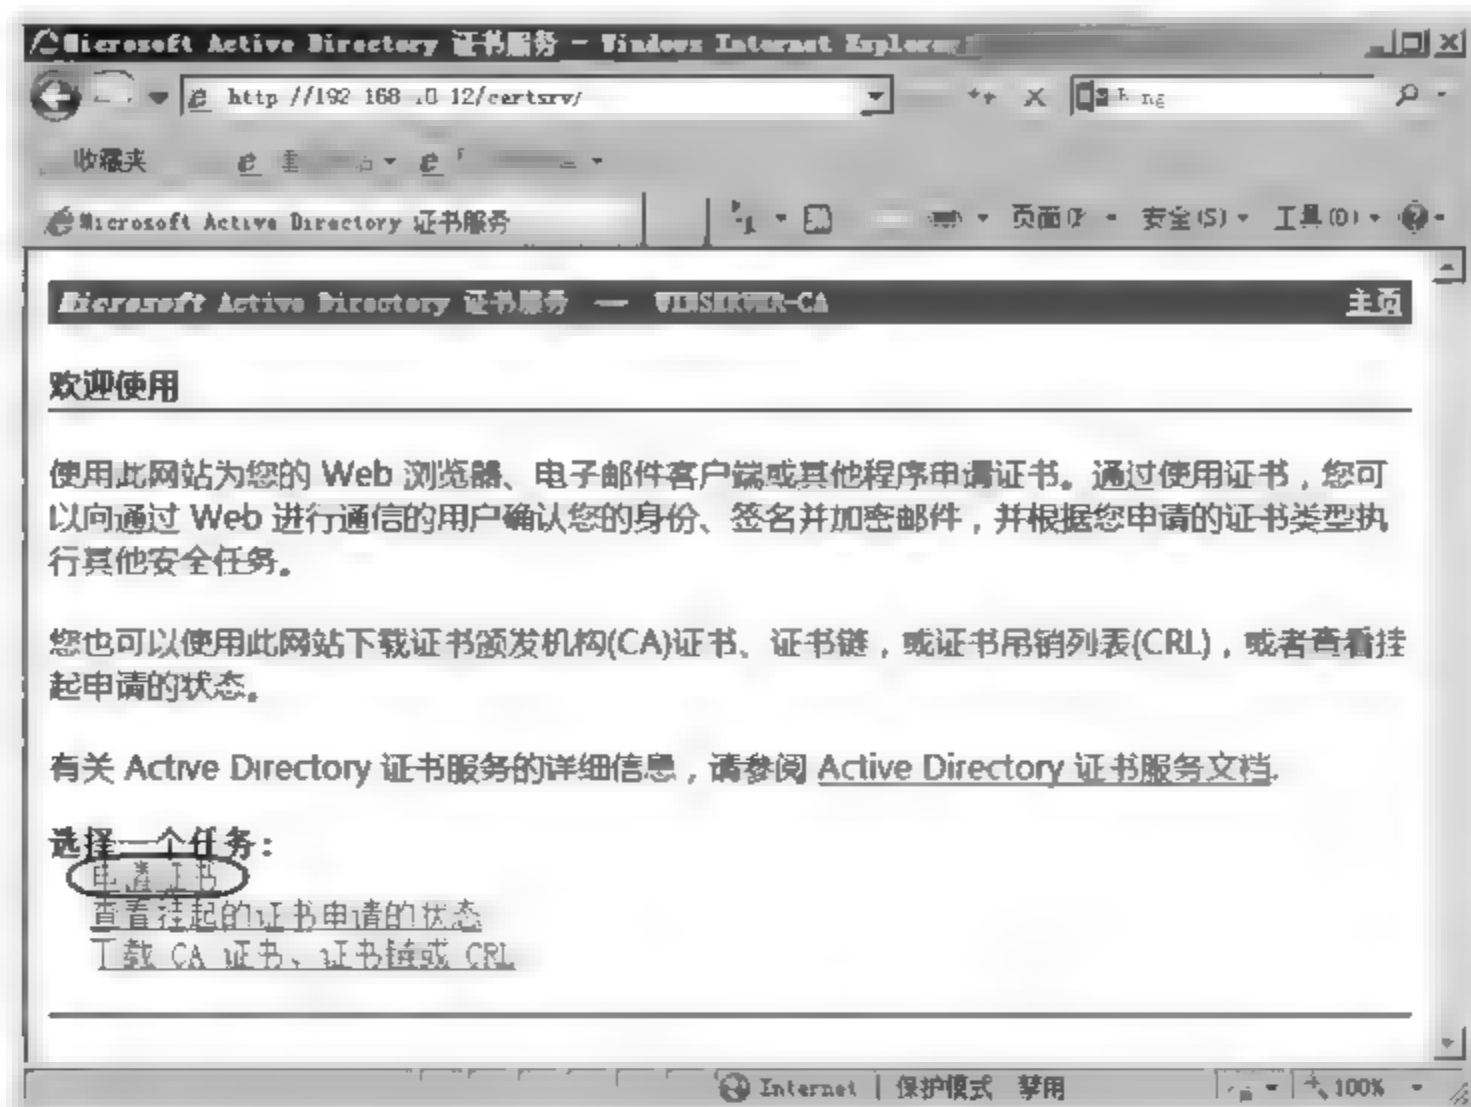 Microsoft Active Directory 证书服务 - Windows Internet Explorer
http //192 168 .0 12/certsrv/
收藏夹
Microsoft Active Directory 证书服务 页面 安全(S) 工具(O)
Microsoft Active Directory 证书服务 — WINSERVER-CA 主页
欢迎使用
使用此网站为您的 Web 浏览器、电子邮件客户端或其他程序申请证书。通过使用证书，您可
以向通过 Web 进行通信的用户确认您的身份、签名并加密邮件，并根据您申请的证书类型执
行其他安全任务。
您也可以使用此网站下载证书颁发机构(CA)证书、证书链，或证书吊销列表(CRL)，或者查看挂
起申请的状态。
有关 Active Directory 证书服务的详细信息，请参阅 Active Directory 证书服务文档.
选择一个任务：
申请证书
查看挂起的证书申请的状态
下载 CA 证书、证书链或 CRL
Internet | 保护模式 禁用 100%